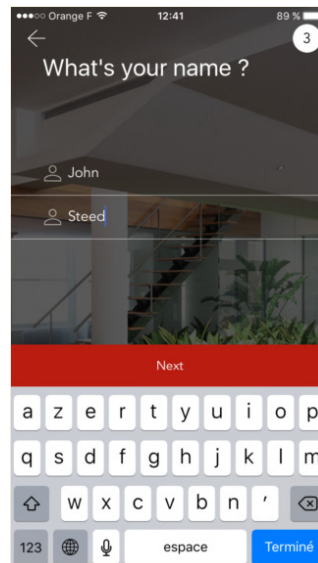 Orange F 12:41 89 %
3
What's your name ?
John
Steed
Next
a z e r t y u i o p
q s d f g h j k l m
w x c v b n ′
123 espace Terminé